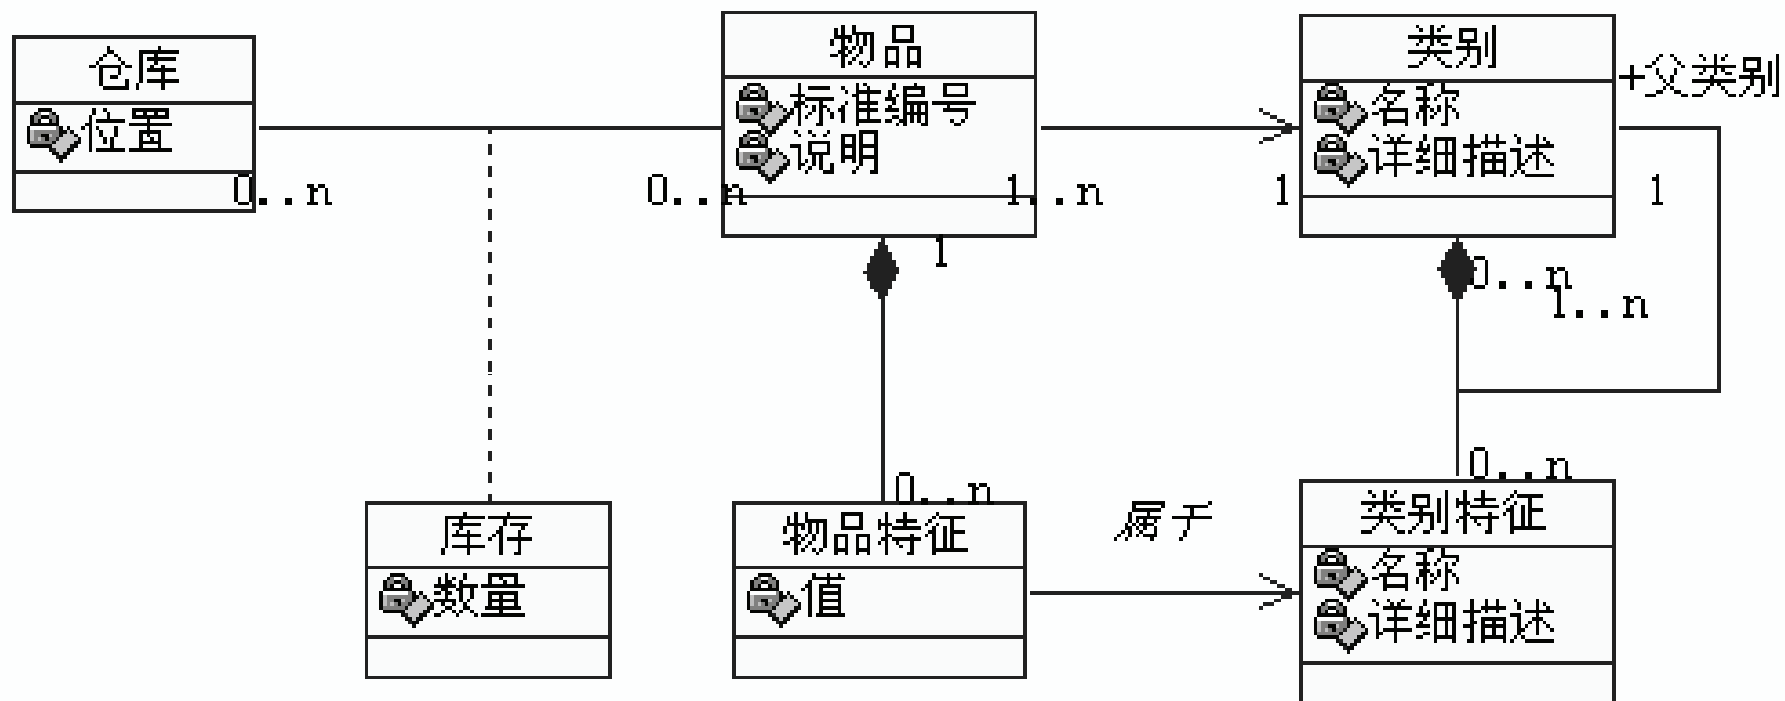 仓库
位置
0..n
0..n
物品
标准编号
说明
1..n
1
类别
名称
详细描述
1
+父类别
1
0..n
1..n
0..n
0..n
库存
数量
物品特征
值
属于
类别特征
名称
详细描述